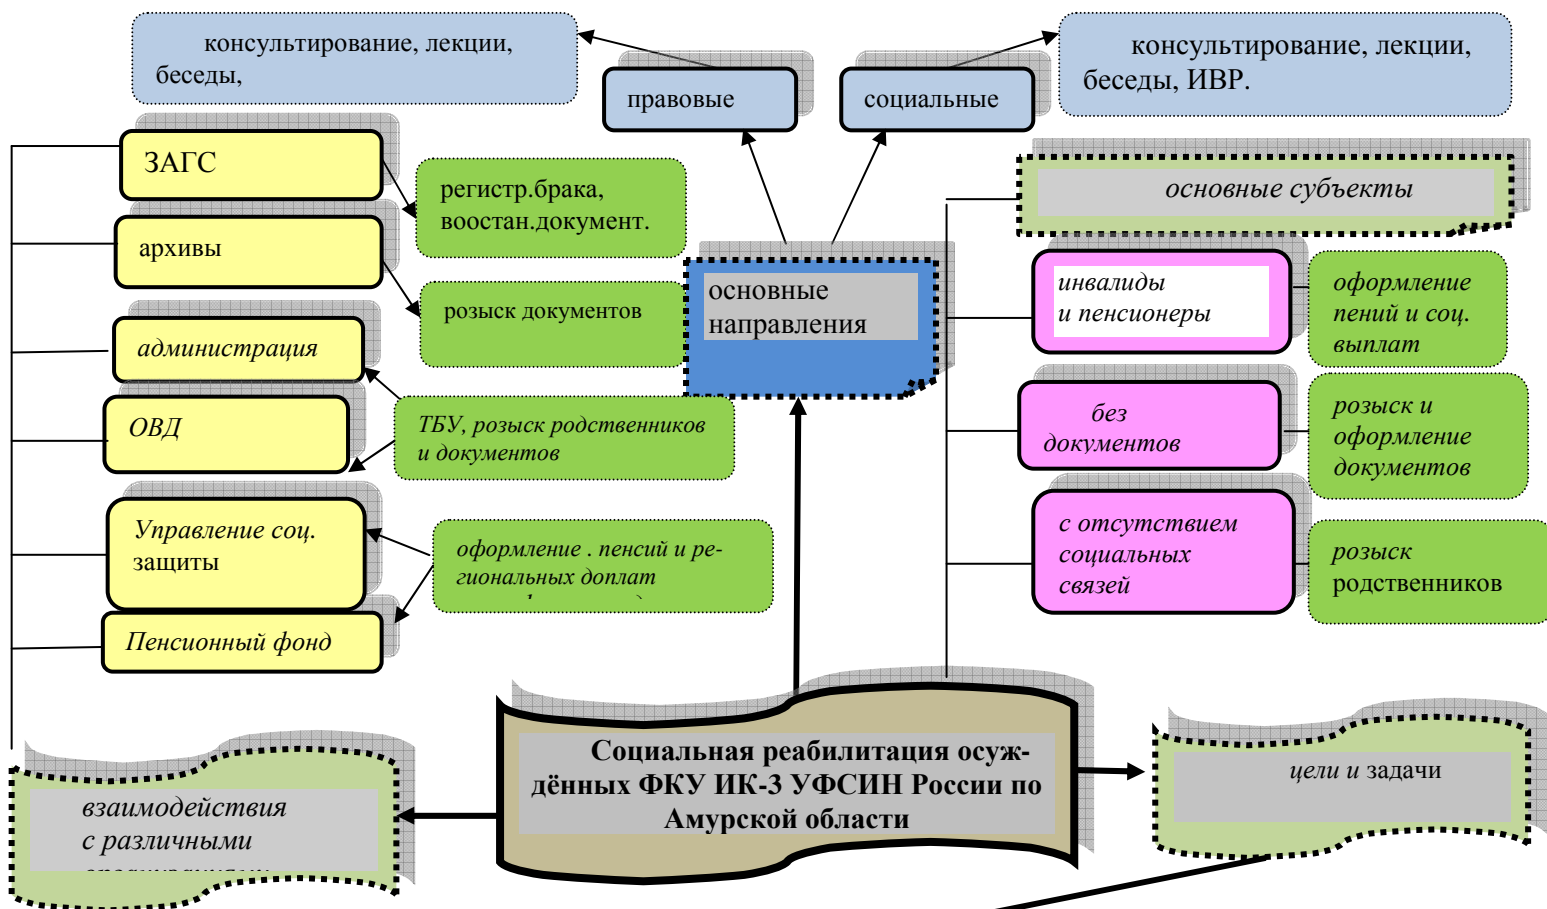 консультирование, лекции,
беседы,
консультирование, лекции,
беседы, ИВР.
правовые
социальные
ЗАГС
регистр.брака,
воостан.документ.
архивы
розыск документов
администрация
ОВД
ТБУ, розыск родственников
и документов
Управление соц.
защиты
оформление . пенсий и ре-
гиональных доплат
Пенсионный фонд
основные
направления
основные субъекты
инвалиды
и пенсионеры
оформление
пений и соц.
выплат
без
документов
розыск и
оформление
документов
с отсутствием
социальных
связей
розыск
родственников
Социальная реабилитация осуж-
дённых ФКУ ИК-3 УФСИН России по
Амурской области
взаимодействия
с различными
цели и задачи